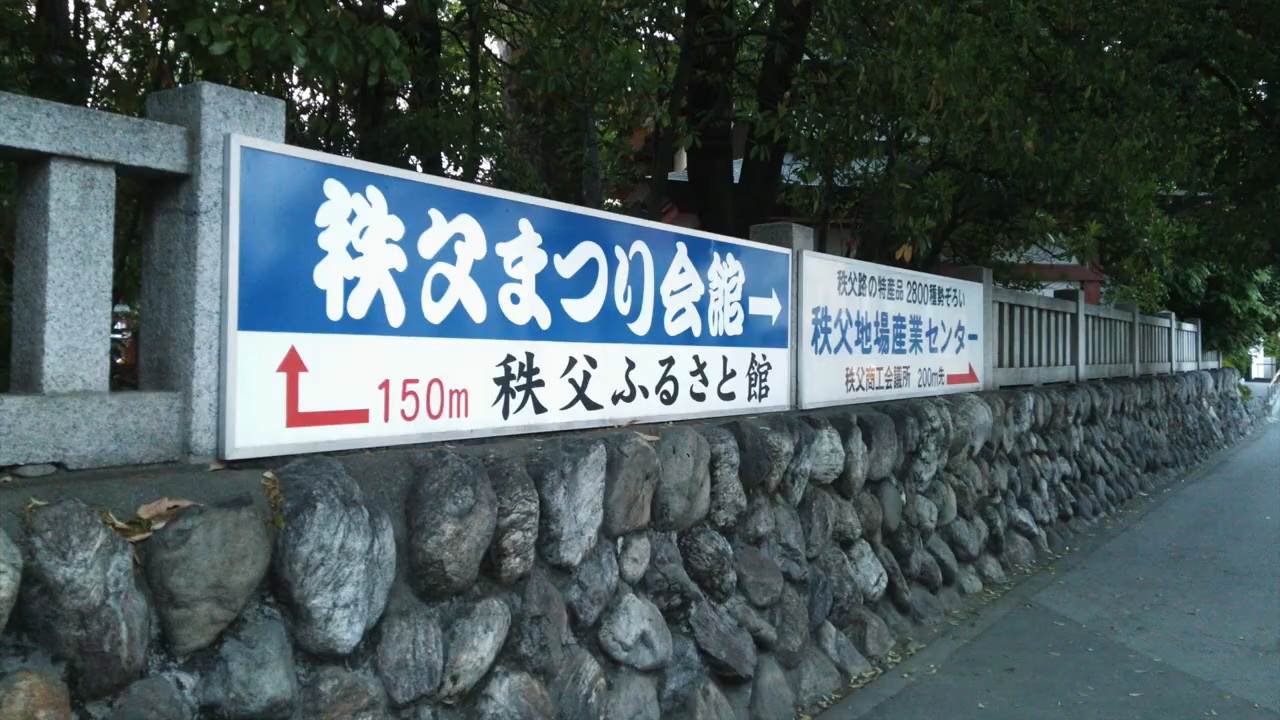 秩父まつり会館→
150m 秩父ふるさと館
秩父路の特産品2800種勢ぞろい
秩父地場産業センター
秩父商工会議所 200m先